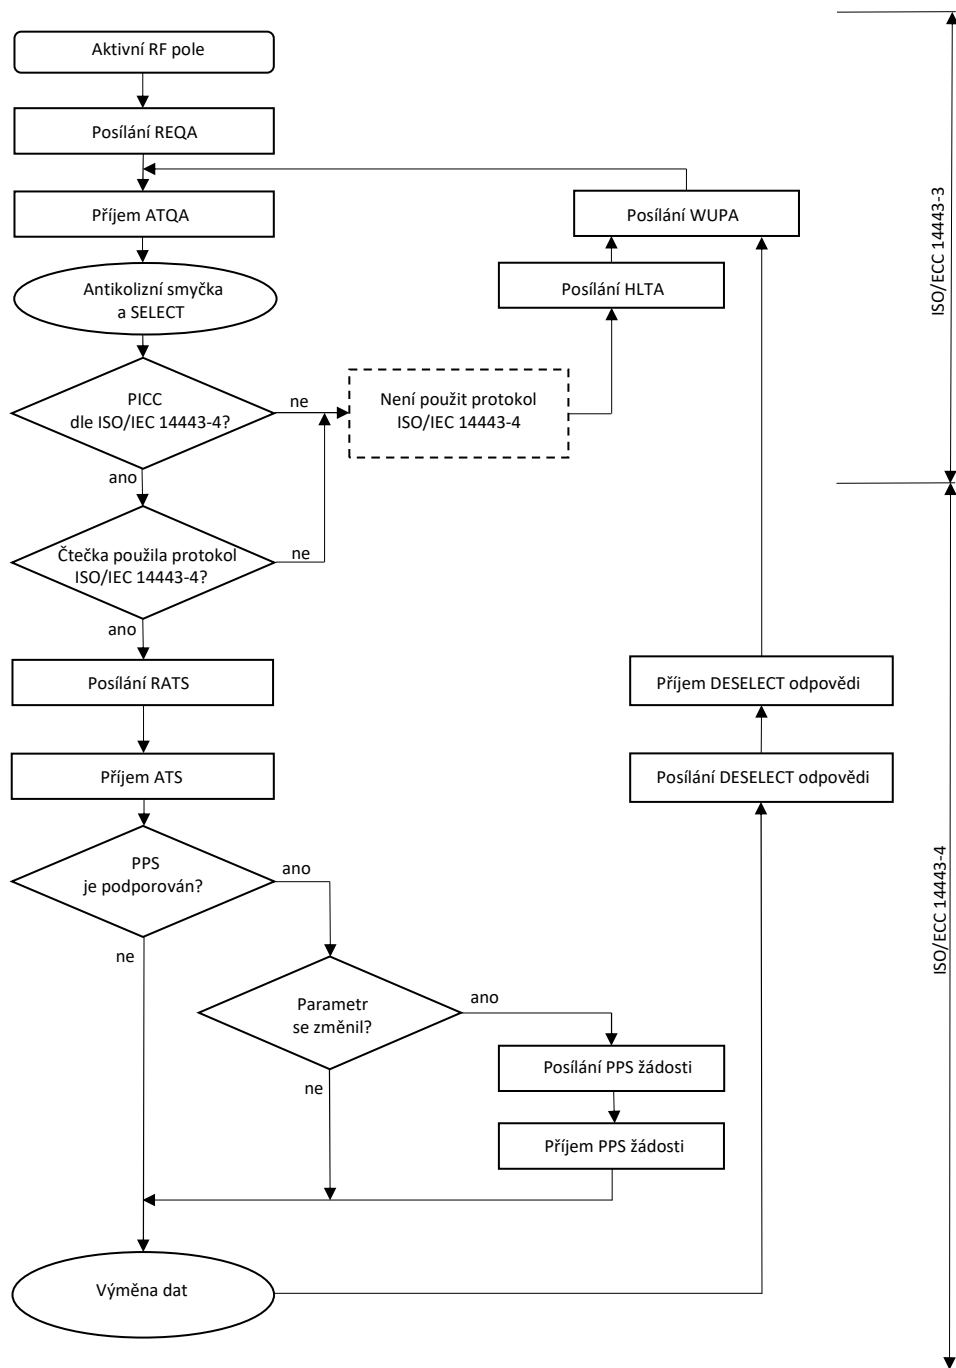 Aktivní RF pole
Posílání REQA
Příjem ATQA
Posílání WUPA
Antikolizní smyčka
a SELECT
Posílání HLTA
ISO/ECC 14443-3
PICC
dle ISO/IEC 14443-4?
ne
Není použit protokol
ISO/IEC 14443-4
ano
Čtečka použila protokol
ISO/IEC 14443-4?
ne
ano
Posílání RATS
Příjem DESELECT odpovědi
Příjem ATS
Posílání DESELECT odpovědi
PPS
je podporován?
ano
ne
ISO/ECC 14443-4
Parametr
se změnil?
ano
ne
Posílání PPS žádosti
Příjem PPS žádosti
Výměna dat